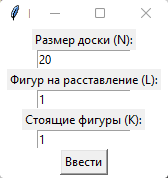 Размер доски (N):
20
Фигур на расставление (L):
1
Стоящие фигуры (K):
1
Ввести